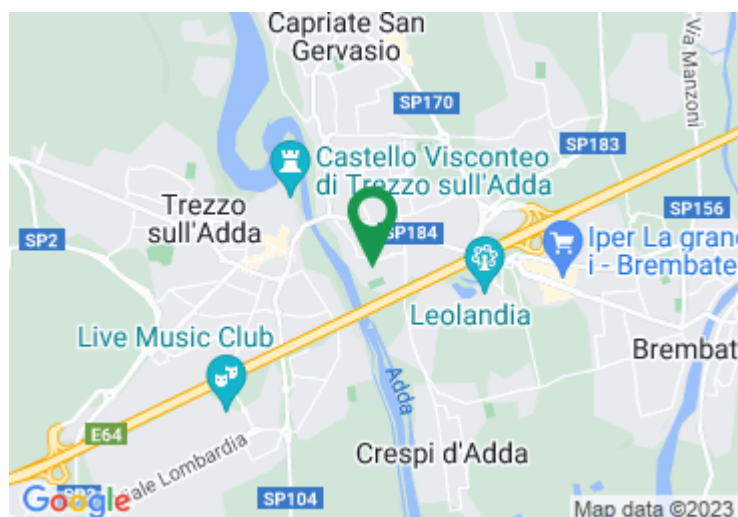 Capriate San
Gervasio
SP170
Via Manzoni
SP183
Castello Visconteo
di Trezzo sull'Adda
Trezzo
sull'Adda
SP2
SP184
SP156
Iper La gran
i - Brembate
Leolandia
Live Music Club
Brembat
Adda
E64
Crespi d'Adda
ale Lombardia
SP2
SP104
Google
Map data ©2023